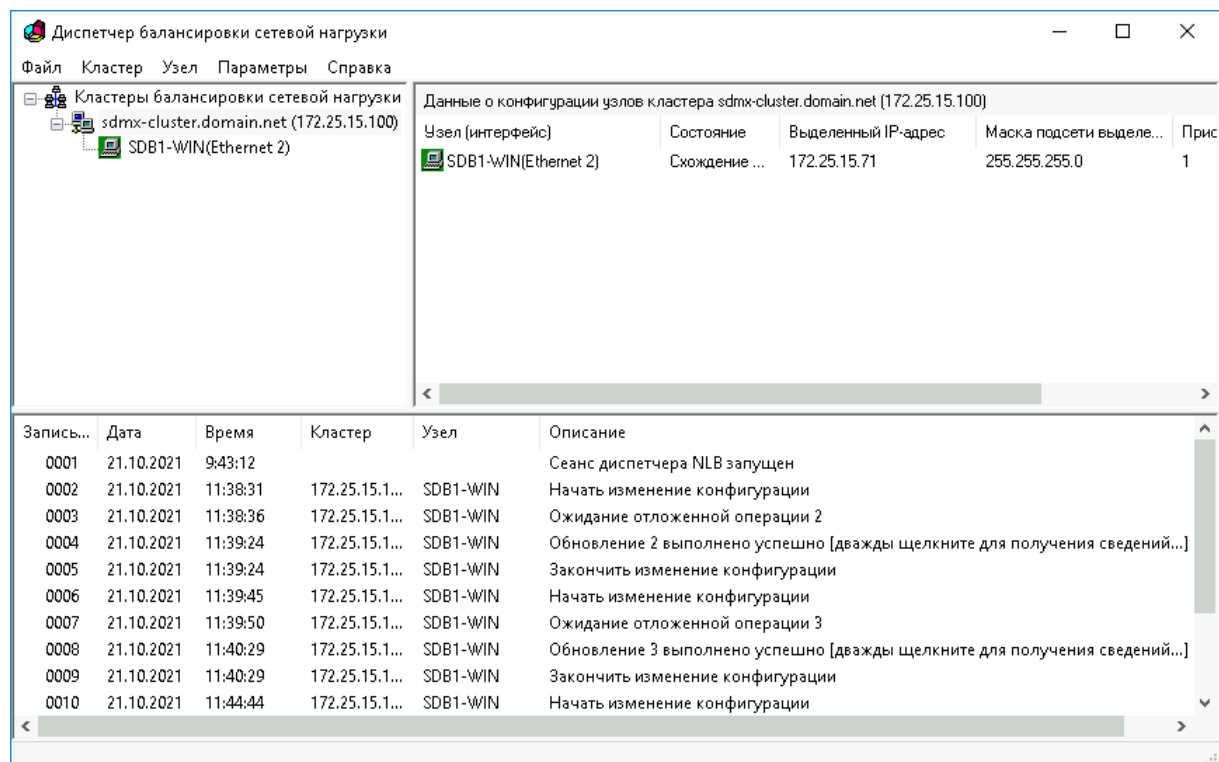 Диспетчер балансировки сетевой нагрузки
Файл Кластер Узел Параметры Справка
Кластеры балансировки сетевой нагрузки
sdmx-cluster.domain.net (172.25.15.100)
SDB1-WIN(Ethernet 2)
Данные о конфигурации узлов кластера sdmx-cluster.domain.net (172.25.15.100)
Узел (интерфейс) Состояние Выделенный IP-адрес Маска подсети выделе... Прис
SDB1-WIN(Ethernet 2) Схождение ... 172.25.15.71 255.255.255.0 1
Запись... Дата Время Кластер Узел Описание
0001 21.10.2021 9:43:12 Сеанс диспетчера NLB запущен
0002 21.10.2021 11:38:31 172.25.15.1... SDB1-WIN Начать изменение конфигурации
0003 21.10.2021 11:38:36 172.25.15.1... SDB1-WIN Ожидание отложенной операции 2
0004 21.10.2021 11:39:24 172.25.15.1... SDB1-WIN Обновление 2 выполнено успешно [дважды щелкните для получения сведений...]
0005 21.10.2021 11:39:24 172.25.15.1... SDB1-WIN Закончить изменение конфигурации
0006 21.10.2021 11:39:45 172.25.15.1... SDB1-WIN Начать изменение конфигурации
0007 21.10.2021 11:39:50 172.25.15.1... SDB1-WIN Ожидание отложенной операции 3
0008 21.10.2021 11:40:29 172.25.15.1... SDB1-WIN Обновление 3 выполнено успешно [дважды щелкните для получения сведений...]
0009 21.10.2021 11:40:29 172.25.15.1... SDB1-WIN Закончить изменение конфигурации
0010 21.10.2021 11:44:44 172.25.15.1... SDB1-WIN Начать изменение конфигурации